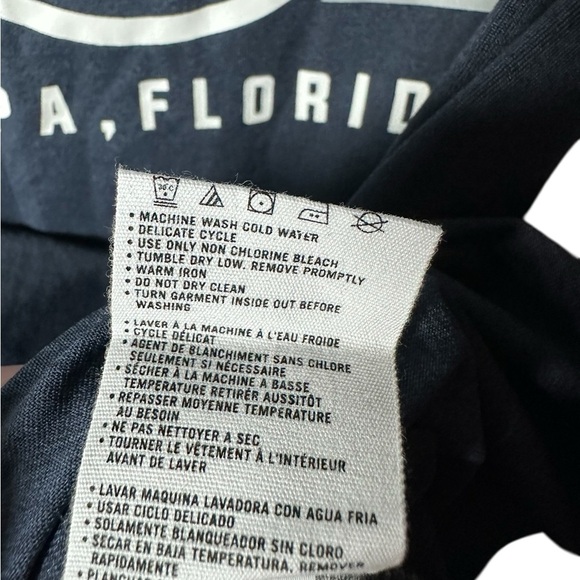 PA, FLORID
30°C
• MACHINE WASH COLD WATER
• DELICATE CYCLE
• USE ONLY NON CHLORINE BLEACH
• TUMBLE DRY LOW. REMOVE PROMPTLY
• WARM IRON
• DO NOT DRY CLEAN
• TURN GARMENT INSIDE OUT BEFORE
WASHING
• LAVER À LA MACHINE À L'EAU FROIDE
• CYCLE DÉLICAT
• AGENT DE BLANCHIMENT SANS CHLORE
SEULEMENT SI NÉCESSAIRE
• SÉCHER À LA MACHINE A BASSE
TEMPÉRATURE RETIRER AUSSITÔT
• REPASSER MOYENNE TEMPÉRATURE
AU BESOIN
• NE PAS NETTOYER A SEC
• TOURNER LE VÊTEMENT À L'INTÉRIEUR
AVANT DE LAVER
• LAVAR MAQUINA LAVADORA CON AGUA FRIA
• USAR CICLO DELICADO
• SOLAMENTE BLANQUEADOR SIN CLORO
• SECAR EN BAJA TEMPERATURA. REMOVER
RAPIDAMENTE